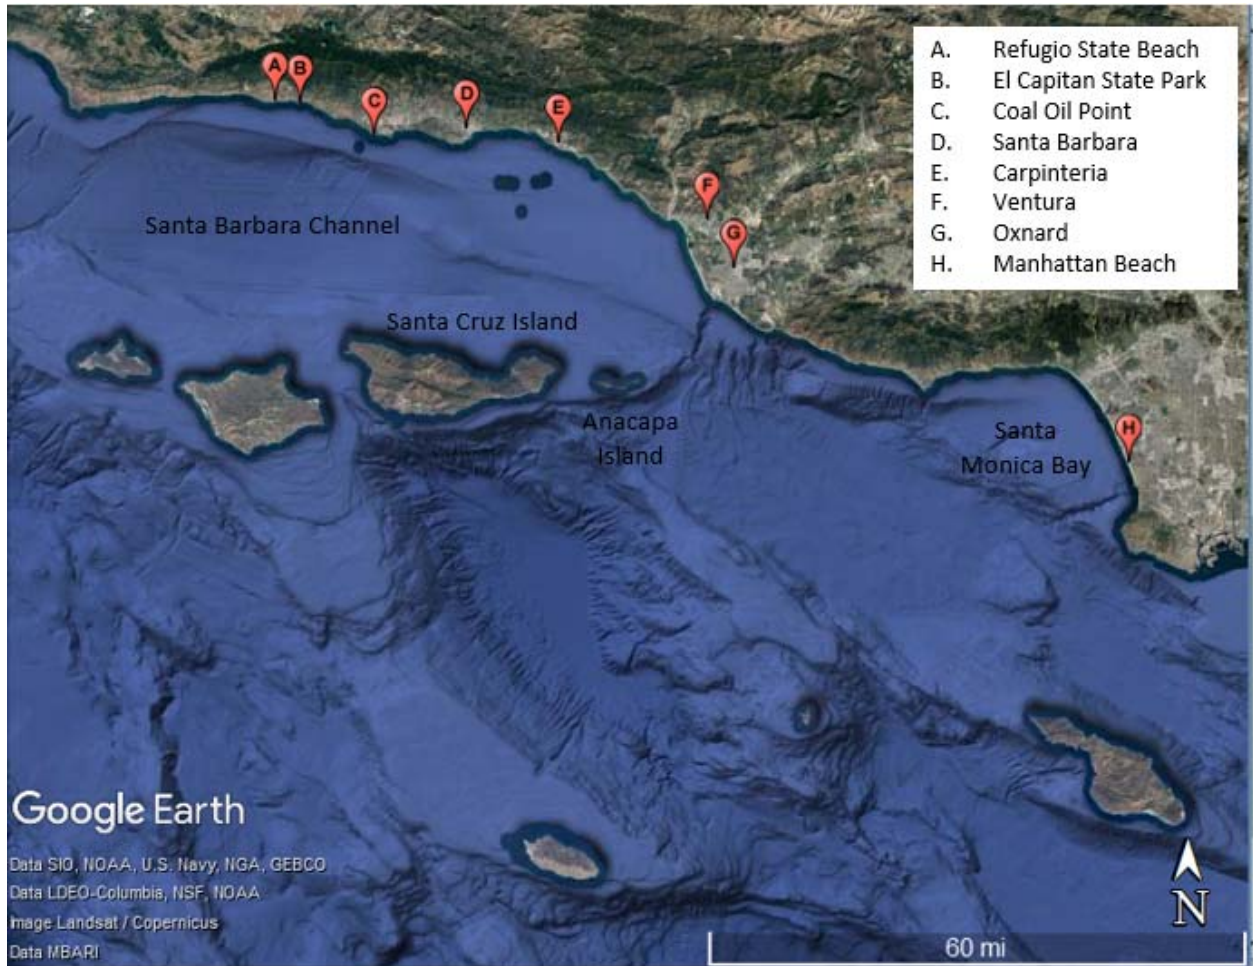 A. Refugio State Beach
B. El Capitan State Park
C. Coal Oil Point
D. Santa Barbara
E. Carpinteria
F. Ventura
G. Oxnard
H. Manhattan Beach
A
B
C
D
E
F
G
H
Santa Barbara Channel
Santa Cruz Island
Anacapa
Island
Santa
Monica Bay
Google Earth
Data SIO, NOAA, U.S. Navy, NGA, GEBCO
Data LDEO-Columbia, NSF, NOAA
Image Landsat / Copernicus
Data MBARI
N
60 mi